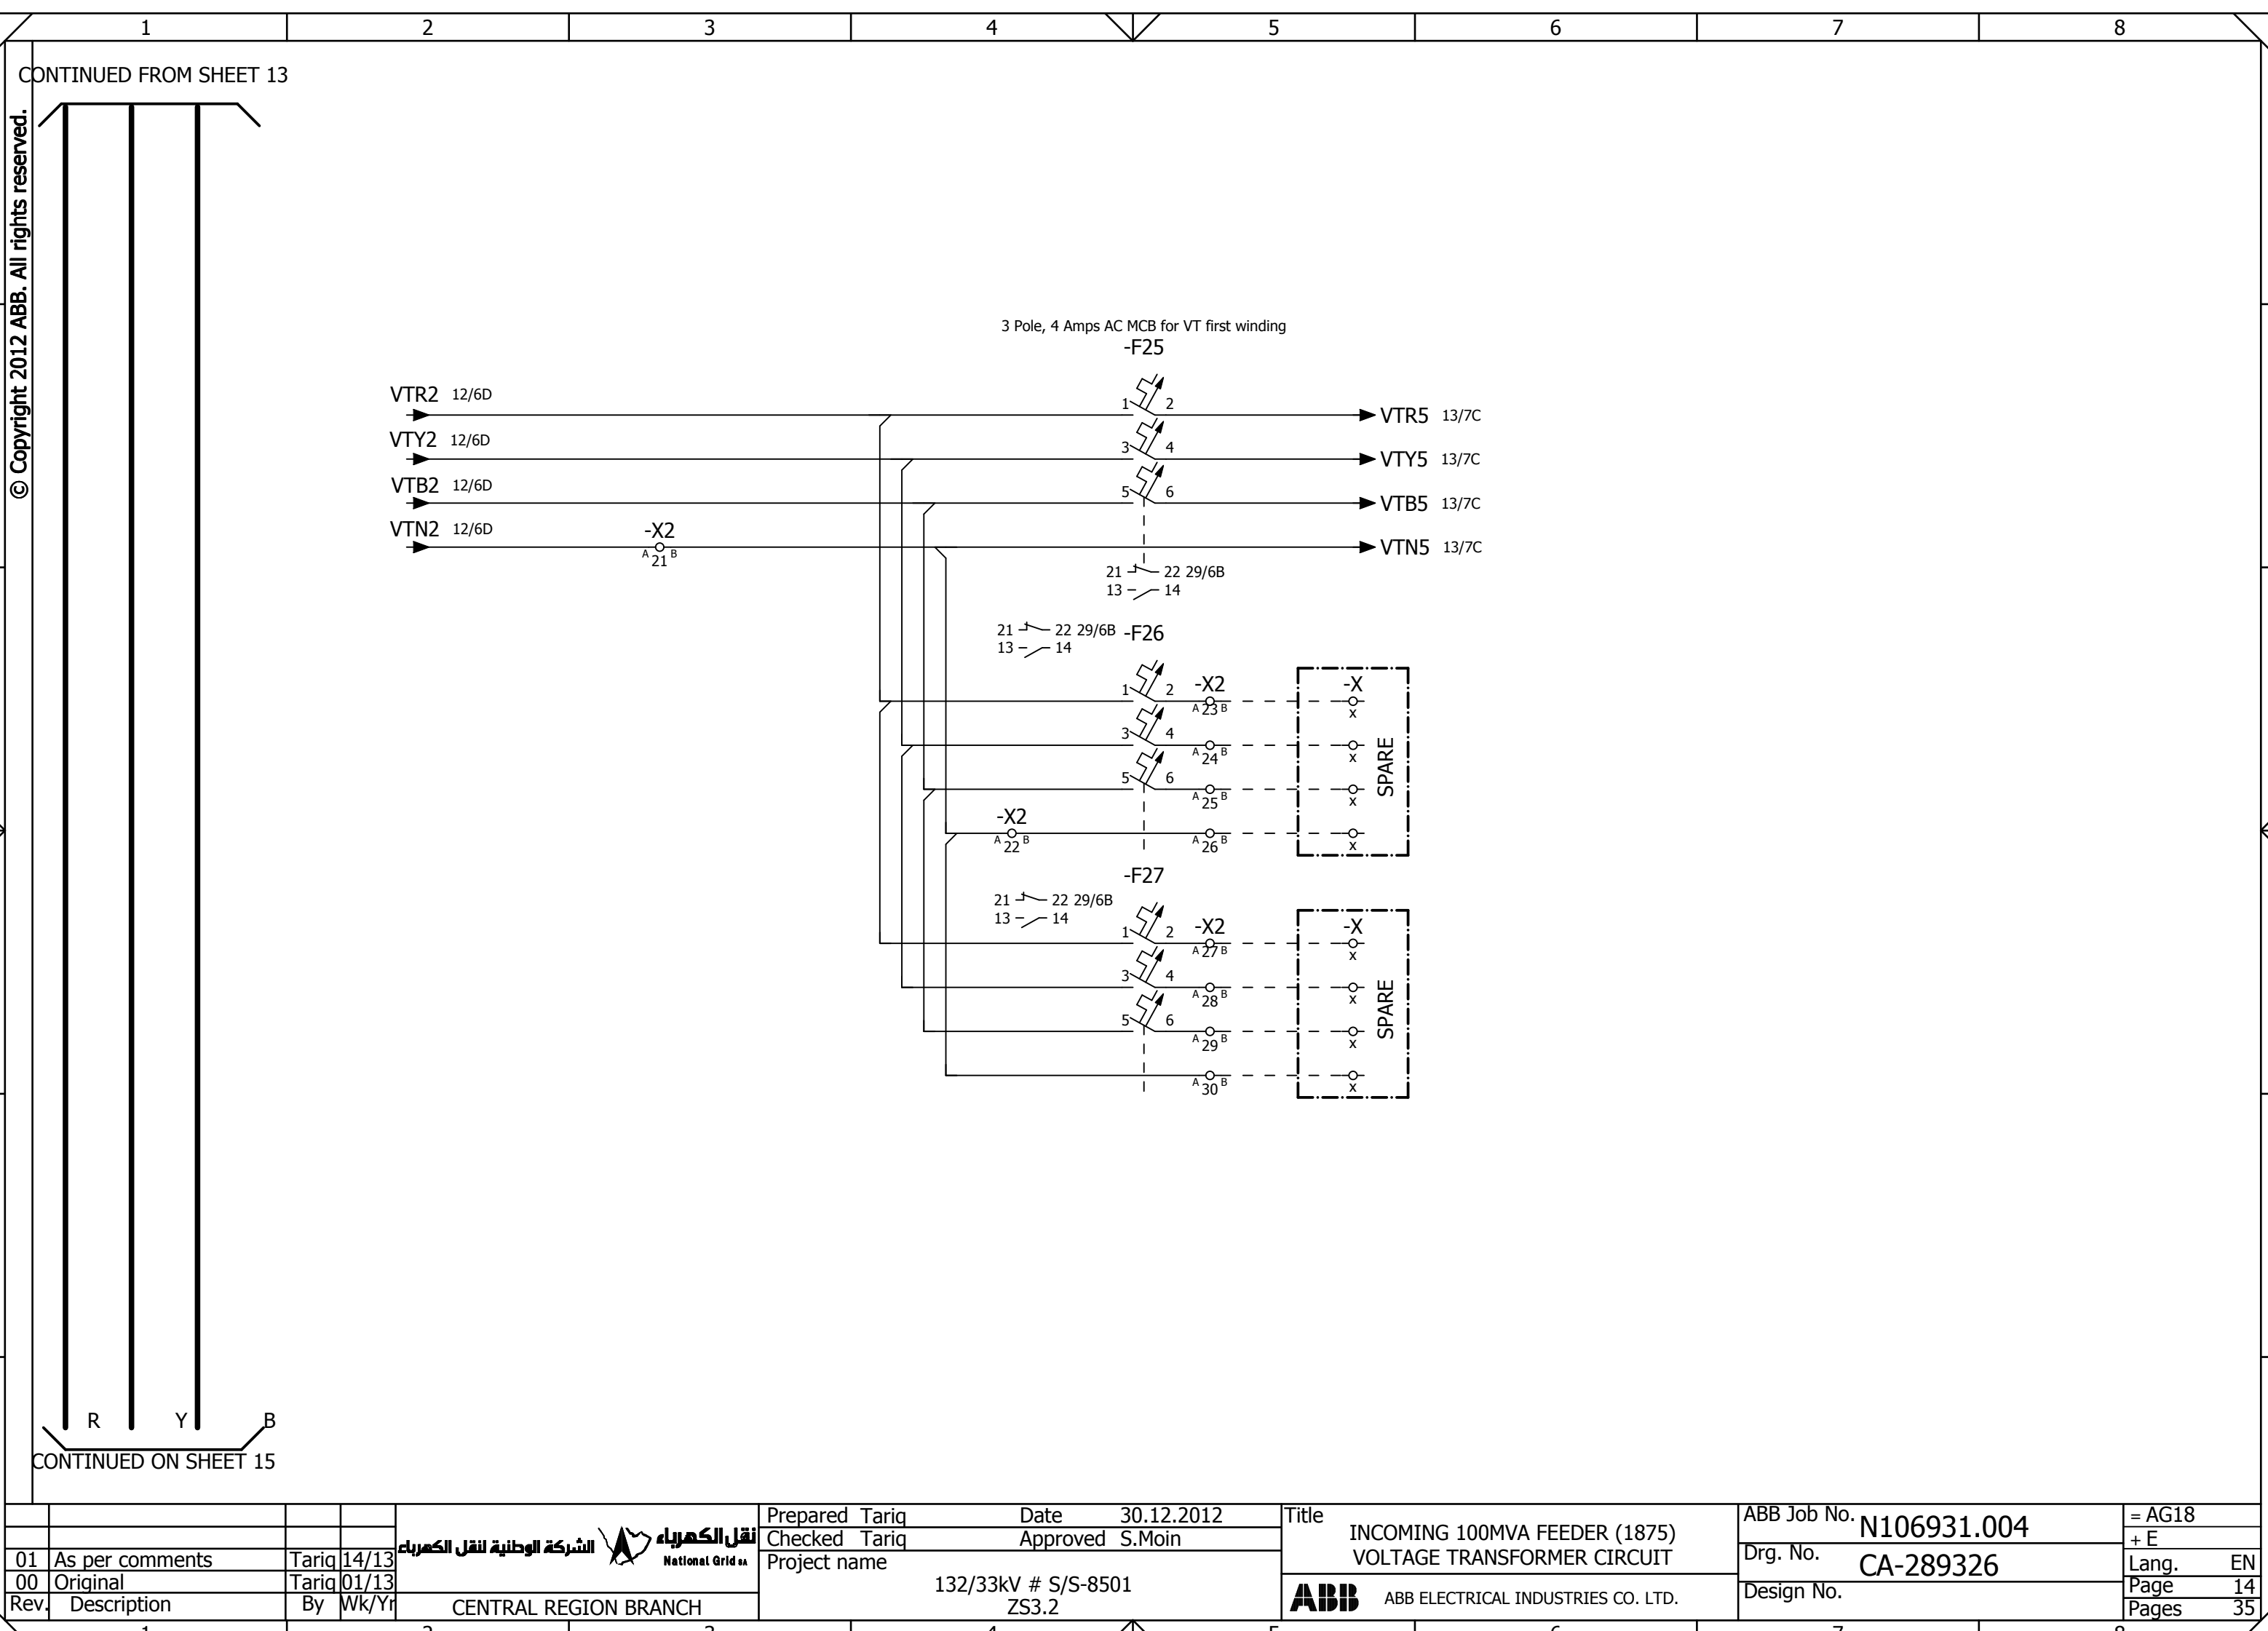 1 2 3 4 5 6 7 8
CONTINUED FROM SHEET 13
© Copyright 2012 ABB. All rights reserved.
3 Pole, 4 Amps AC MCB for VT first winding
-F25
VTR2 12/6D 1 2 VTR5 13/7C
VTY2 12/6D 3 4 VTY5 13/7C
VTB2 12/6D 5 6 VTB5 13/7C
VTN2 12/6D -X2 VTN5 13/7C
A 21 B
21 22 29/6B
13 14
21 22 29/6B -F26
13 14
1 2 -X2 -X
A 23 B x
3 4
A 24 B x
SPARE
5 6
A 25 B x
-X2
A 22 B A 26 B x
-F27
21 22 29/6B
13 14
1 2 -X2 -X
A 27 B x
3 4
A 28 B x
SPARE
5 6
A 29 B x
A 30 B x
R Y B
CONTINUED ON SHEET 15
01 As per comments Tariq 14/13
00 Original Tariq 01/13
Rev. Description By Wk/Yr
الشركة الوطنية لنقل الكهرباء
نقل الكهرباء
National Grid SA
CENTRAL REGION BRANCH
Prepared Tariq Date 30.12.2012
Checked Tariq Approved S.Moin
Project name
132/33kV # S/S-8501
ZS3.2
Title
INCOMING 100MVA FEEDER (1875)
VOLTAGE TRANSFORMER CIRCUIT
ABB ABB ELECTRICAL INDUSTRIES CO. LTD.
ABB Job No. N106931.004
Drg. No. CA-289326
Design No.
= AG18
+ E
Lang. EN
Page 14
Pages 35
1 2 3 4 5 6 7 8